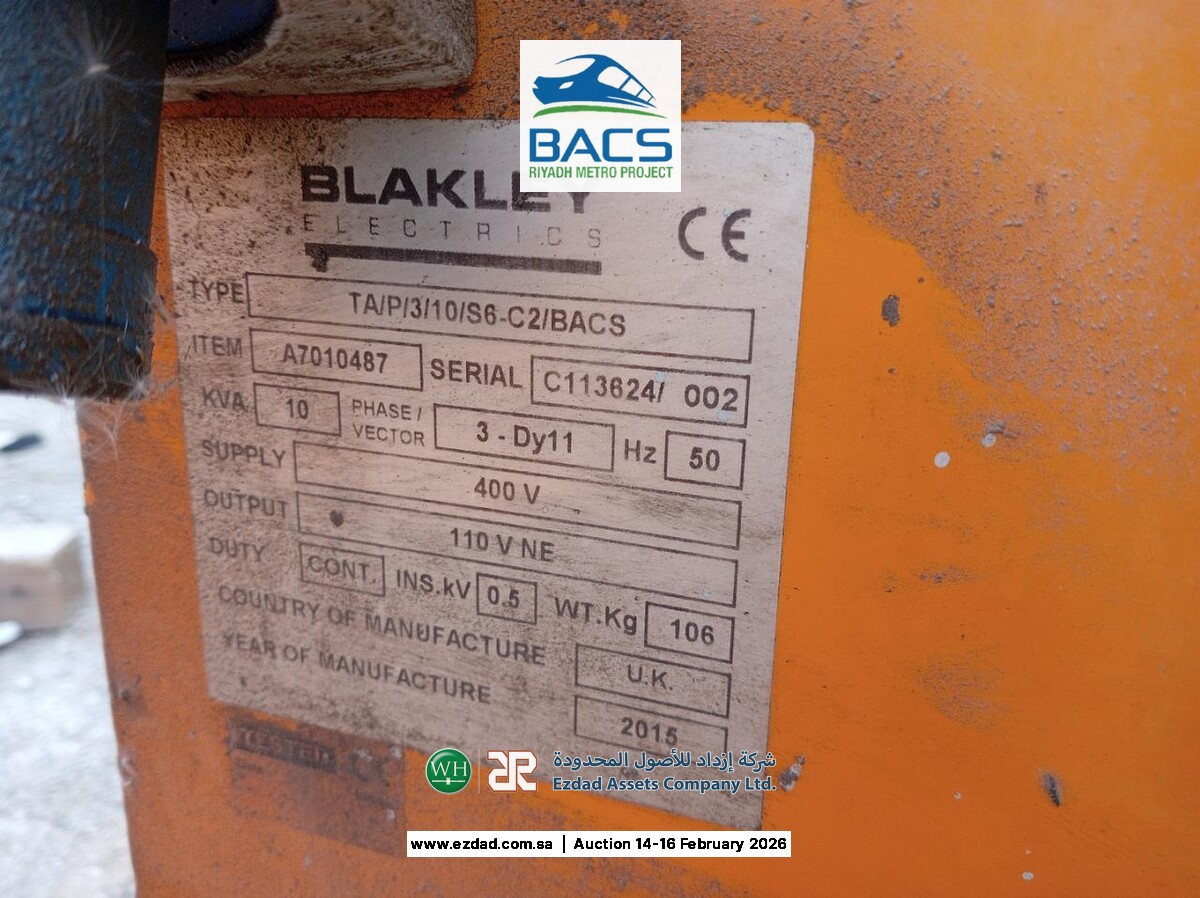 BACS
RIYADH METRO PROJECT
BLAKLEY
ELECTRICS
CE
TYPE TA/P/3/10/S6-C2/BACS
ITEM A7010487 SERIAL C113624/ 002
KVA 10 PHASE / VECTOR 3 - Dy11 Hz 50
SUPPLY 400 V
OUTPUT 110 V NE
DUTY CONT. INS.kV 0.5 WT.Kg 106
COUNTRY OF MANUFACTURE U.K.
YEAR OF MANUFACTURE 2015
TESTED
WH
شركة إزداد للأصول المحدودة
Ezdad Assets Company Ltd.
www.ezdad.com.sa | Auction 14-16 February 2026